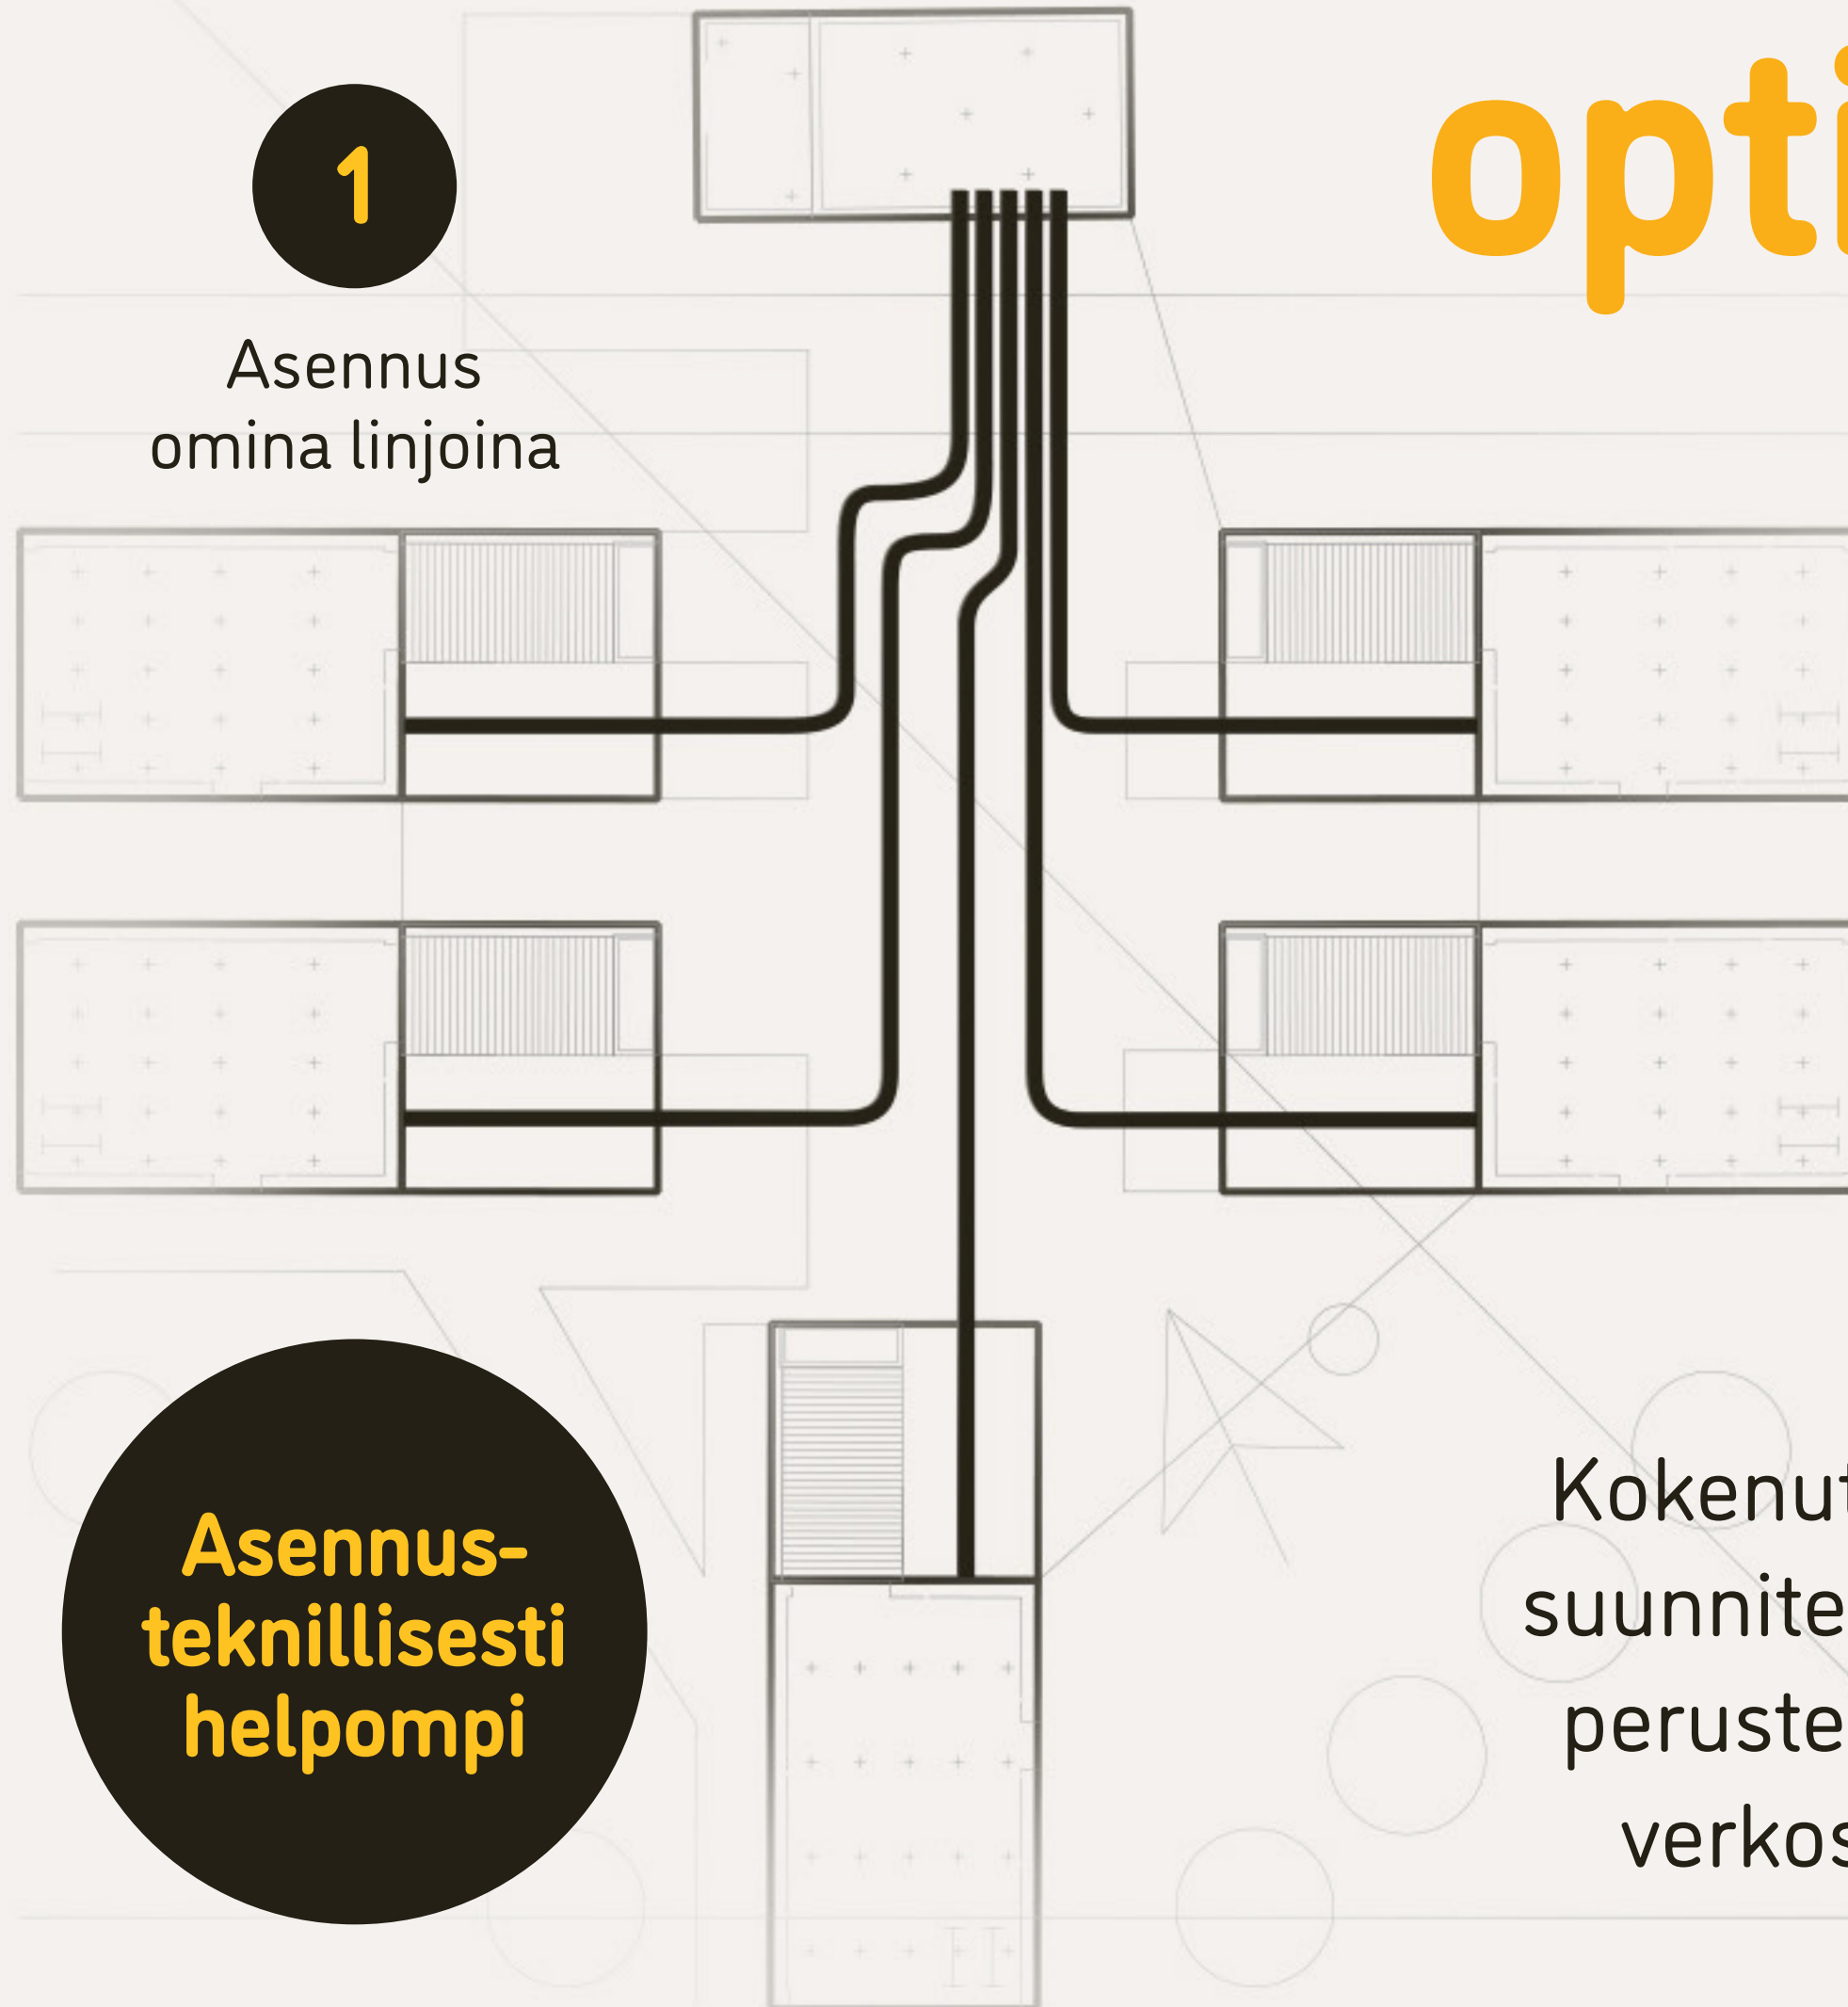 1
Asennus
omina linjoina
Asennus-
teknillisesti
helpompi
opti
Kokenut
suunnite
peruste
verkos